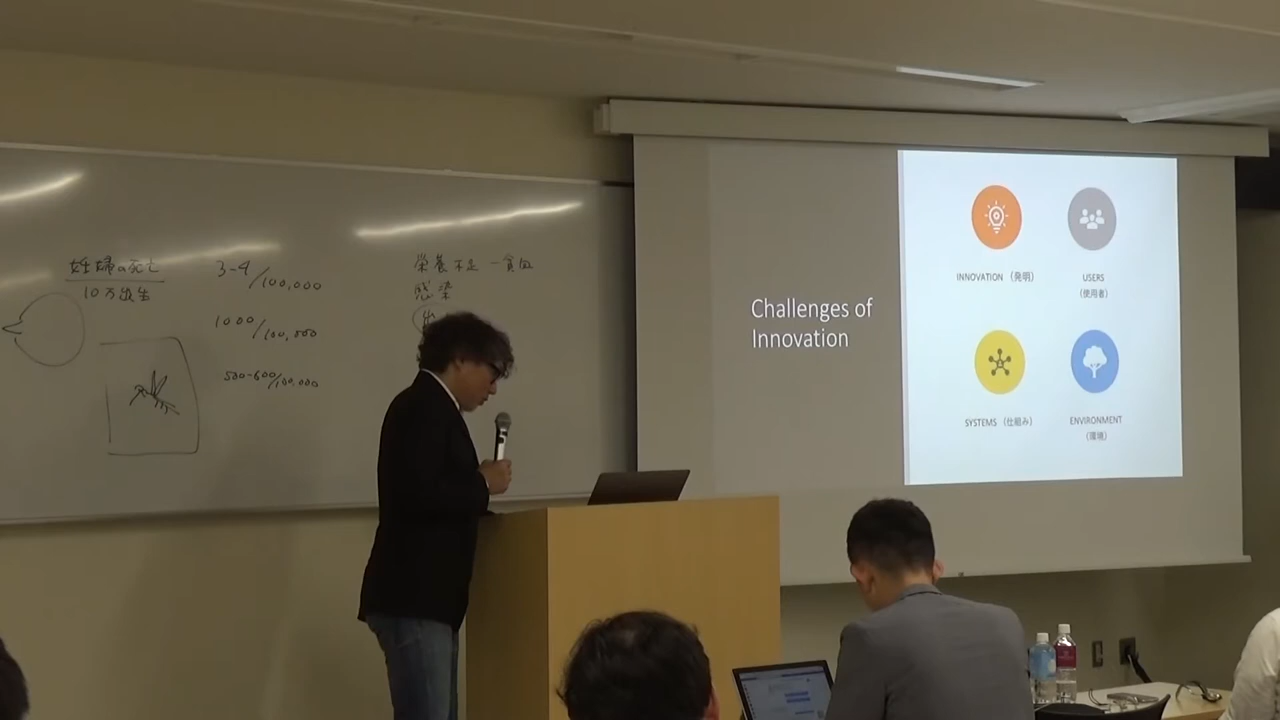 妊婦の死亡
10万出生
3-4/100,000
1000/100,000
500-600/100,000
栄養不足 ー貧血
感染
Challenges of
Innovation
INNOVATION （発明）
USERS
（使用者）
SYSTEMS （仕組み）
ENVIRONMENT
（環境）